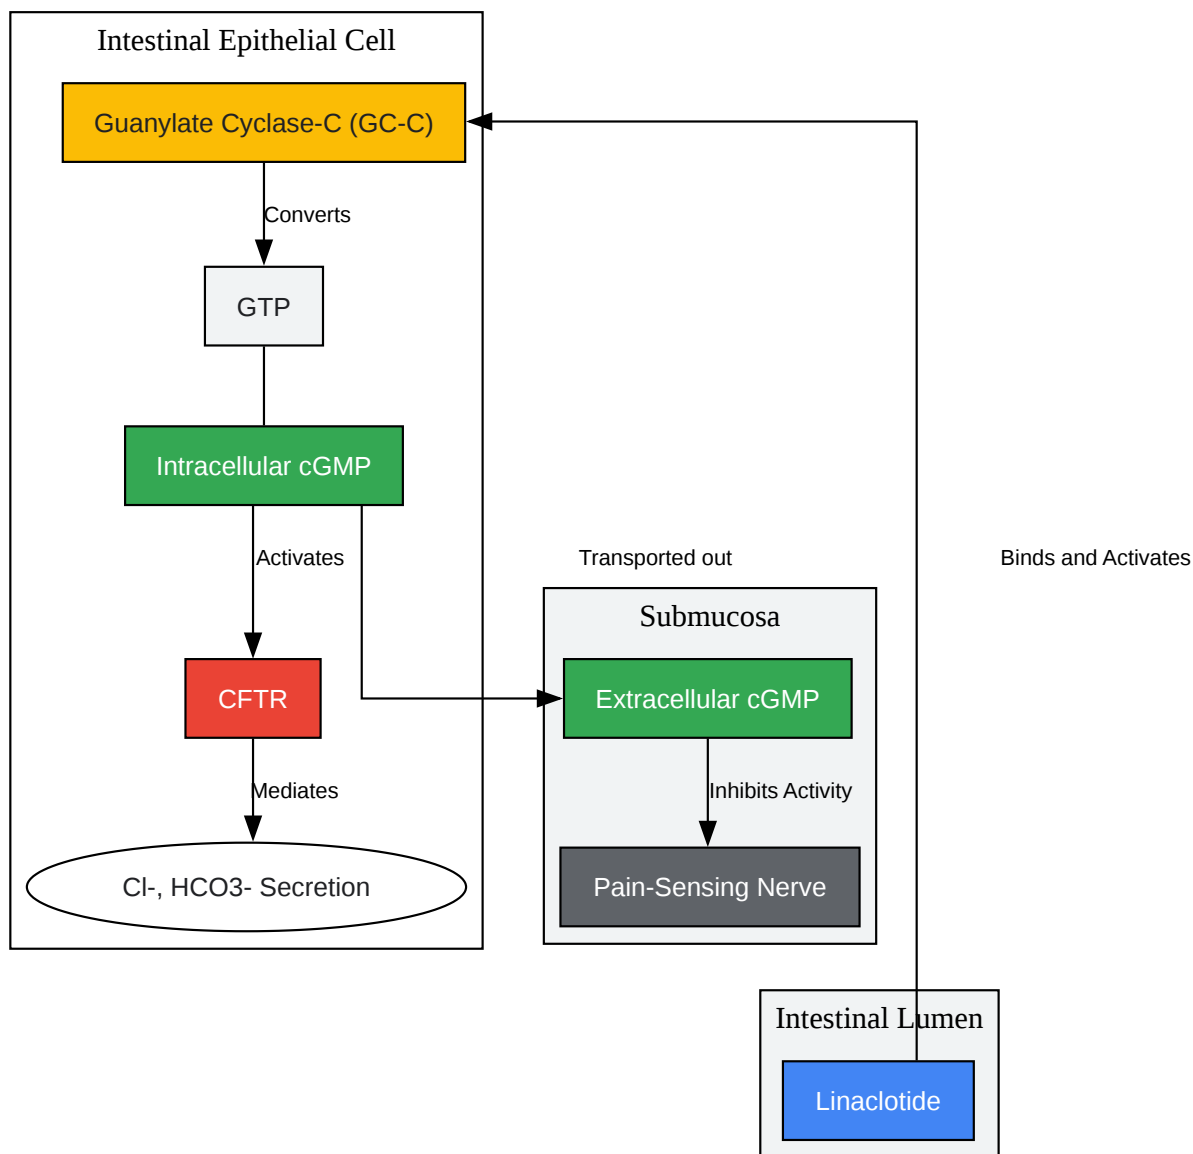 Intestinal Epithelial Cell
Guanylate Cyclase-C (GC-C)
Converts
GTP
Intracellular cGMP
Activates
Transported out
Binds and Activates
Submucosa
CFTR
Extracellular cGMP
Mediates
Inhibits Activity
Cl-, HCO3- Secretion
Pain-Sensing Nerve
Intestinal Lumen
Linaclotide